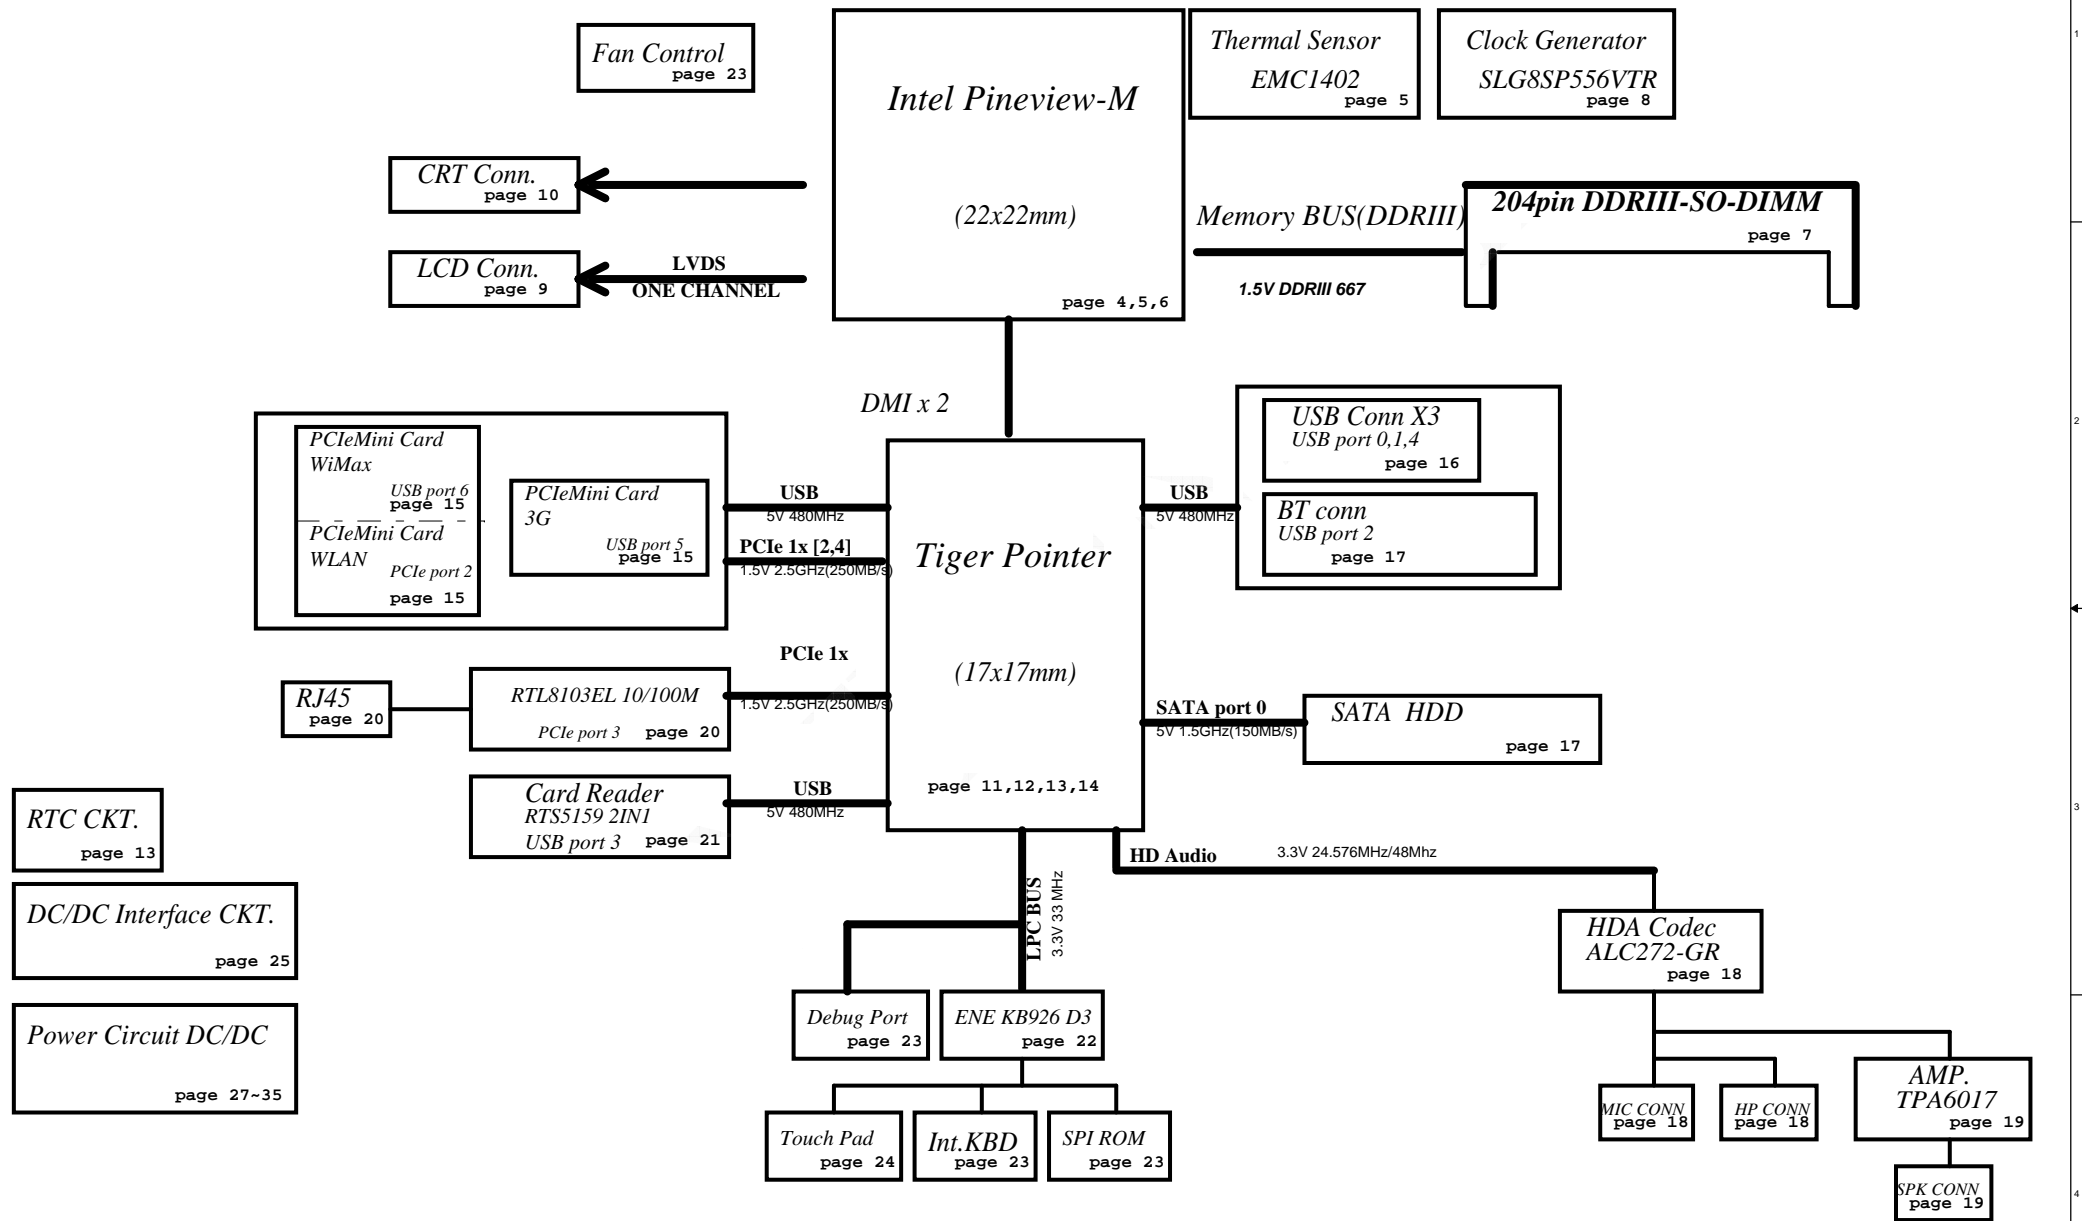 Fan Control
page 23
Intel Pineview-M
(22x22mm)
page 4,5,6
Thermal Sensor
EMC1402
page 5
Clock Generator
SLG8SP556VTR
page 8
CRT Conn.
page 10
LCD Conn.
page 9
LVDS
ONE CHANNEL
Memory BUS(DDRIII)
1.5V DDRIII 667
204pin DDRIII-SO-DIMM
page 7
DMI x 2
PCIeMini Card
WiMax
USB port 6
page 15
PCIeMini Card
WLAN
PCIe port 2
page 15
PCIeMini Card
3G
USB port 5
page 15
USB
5V 480MHz
PCIe 1x [2,4]
1.5V 2.5GHz(250MB/s)
Tiger Pointer
(17x17mm)
page 11,12,13,14
USB
5V 480MHz
USB Conn X3
USB port 0,1,4
page 16
BT conn
USB port 2
page 17
RJ45
page 20
RTL8103EL 10/100M
PCIe port 3 page 20
PCIe 1x
1.5V 2.5GHz(250MB/s)
SATA port 0
5V 1.5GHz(150MB/s)
SATA HDD
page 17
Card Reader
RTS5159 2IN1
USB port 3 page 21
USB
5V 480MHz
RTC CKT.
page 13
DC/DC Interface CKT.
page 25
Power Circuit DC/DC
page 27~35
LPC BUS
3.3V 33 MHz
HD Audio
3.3V 24.576MHz/48Mhz
HDA Codec
ALC272-GR
page 18
Debug Port
page 23
ENE KB926 D3
page 22
Touch Pad
page 24
Int.KBD
page 23
SPI ROM
page 23
MIC CONN
page 18
HP CONN
page 18
AMP.
TPA6017
page 19
SPK CONN
page 19
1
2
3
4